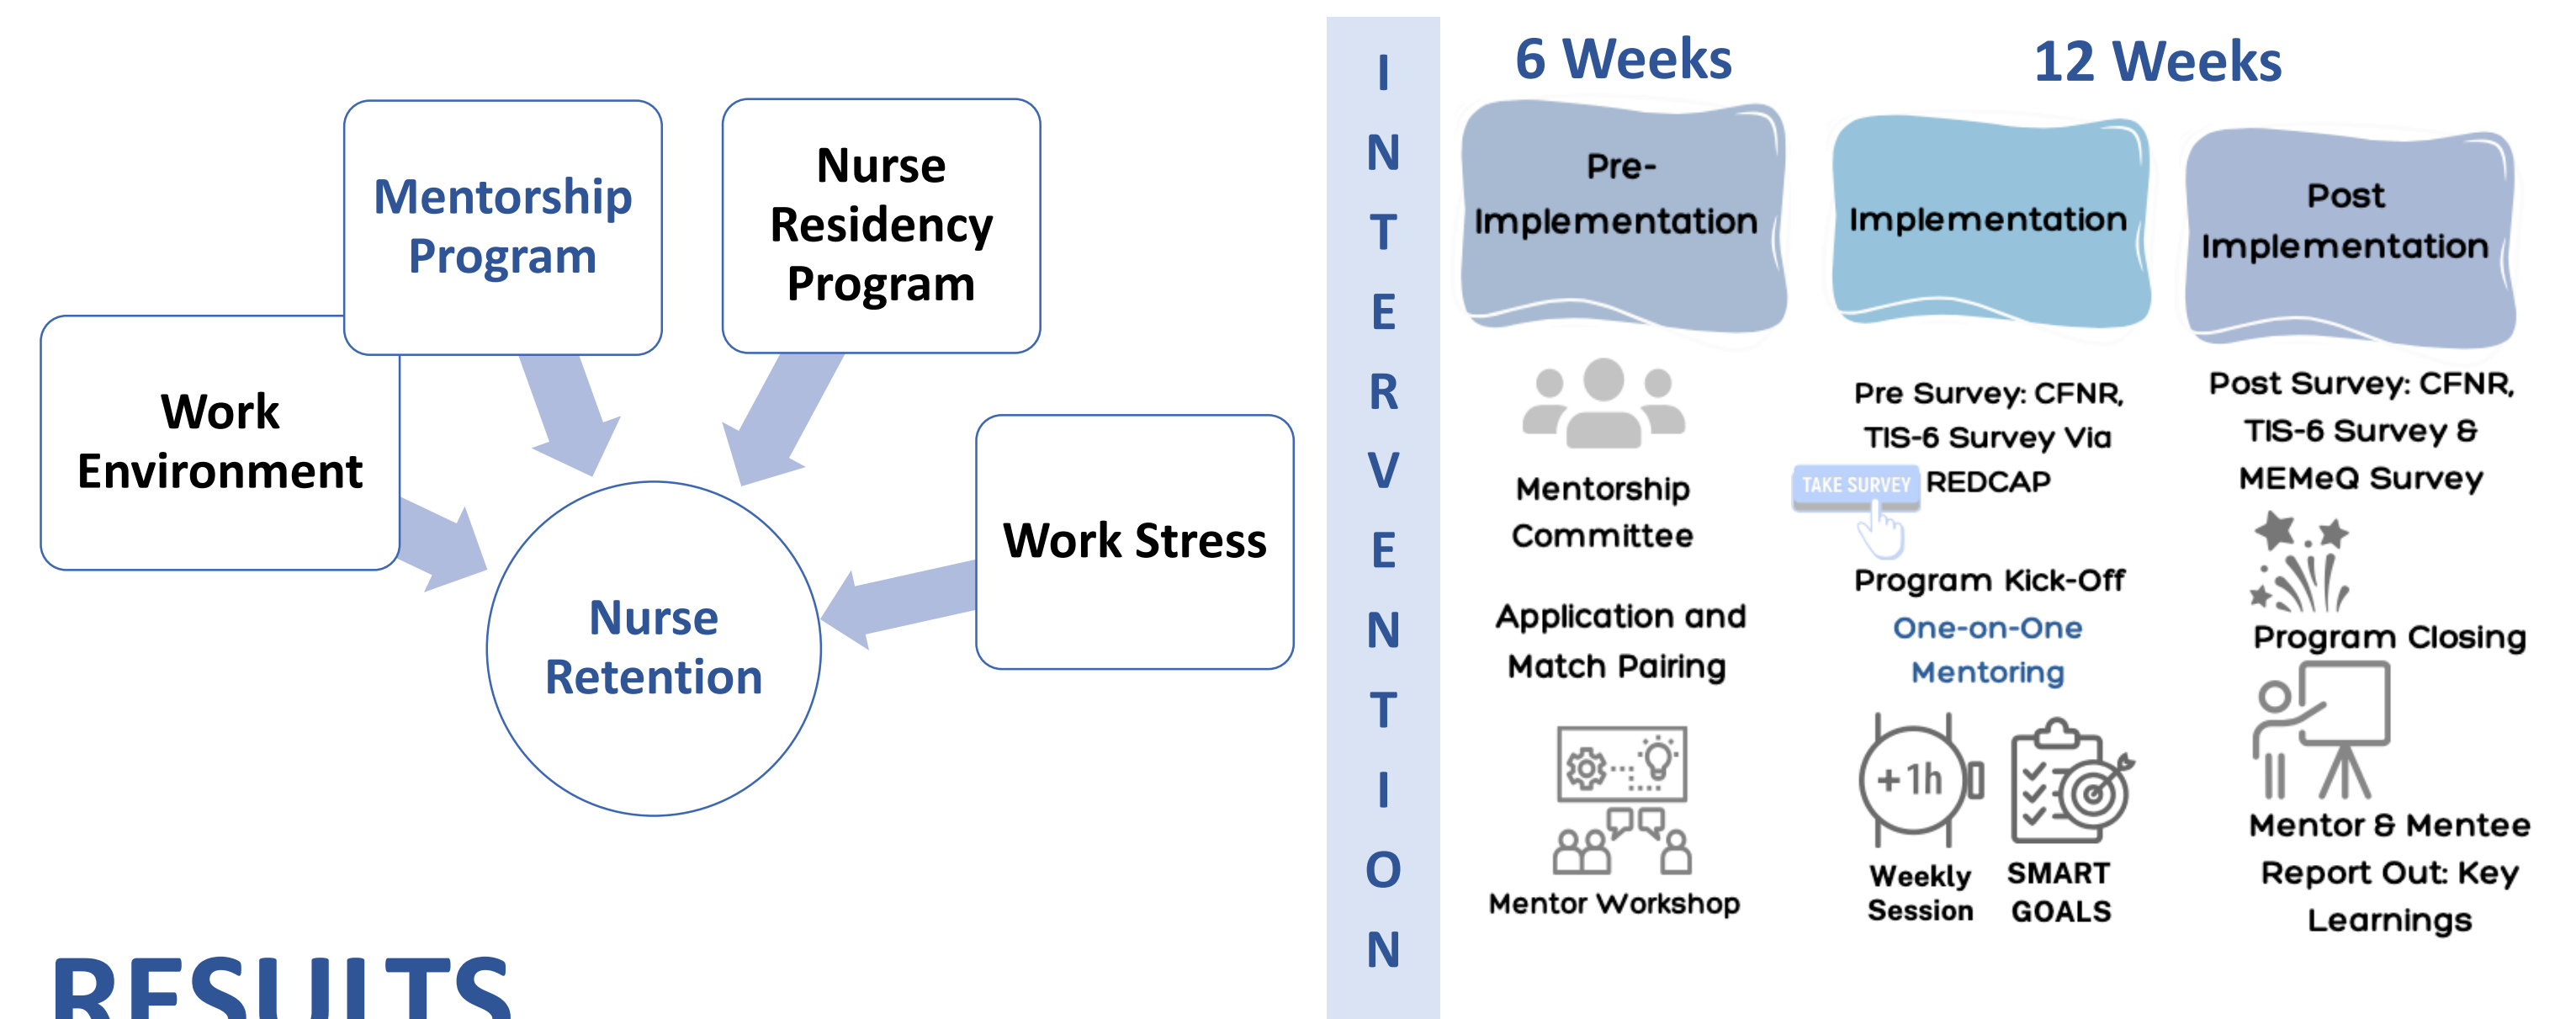 Mentorship
Program
Nurse
Residency
Program
Work
Environment
Work Stress
Nurse
Retention
RESULTS
I
N
T
E
R
V
E
N
T
I
O
N
6 Weeks
12 Weeks
Pre-
Implementation
Mentorship
Committee
Application and
Match Pairing
Mentor Workshop
Implementation
Pre Survey: CFNR,
TIS-6 Survey Via
TAKE SURVEY REDCAP
Program Kick-Off
One-on-One
Mentoring
+1h
Weekly
Session
SMART
GOALS
Post
Implementation
Post Survey: CFNR,
TIS-6 Survey &
MEMeQ Survey
Program Closing
Mentor & Mentee
Report Out: Key
Learnings